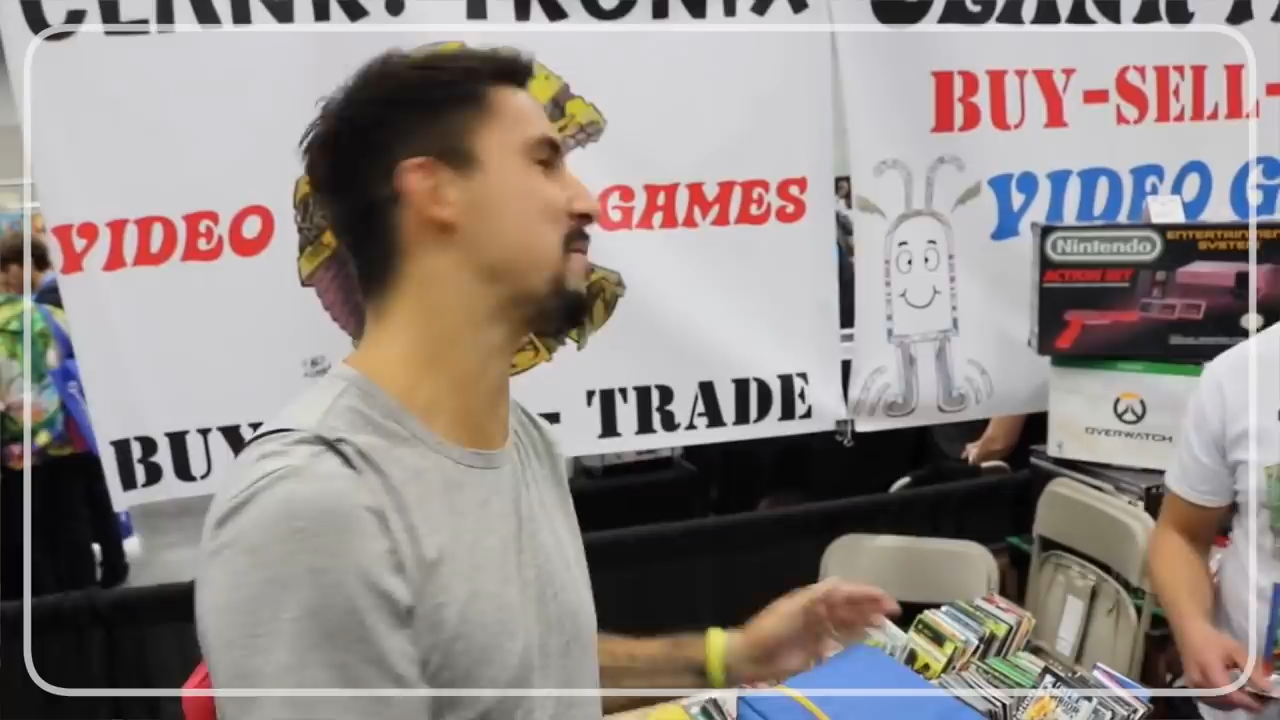 VIDEO GAMES
BUY - TRADE
BUY-SELL-
VIDEO G
Nintendo
ENTERTAINMENT
SYSTEM
ACTION SET
OVERWATCH